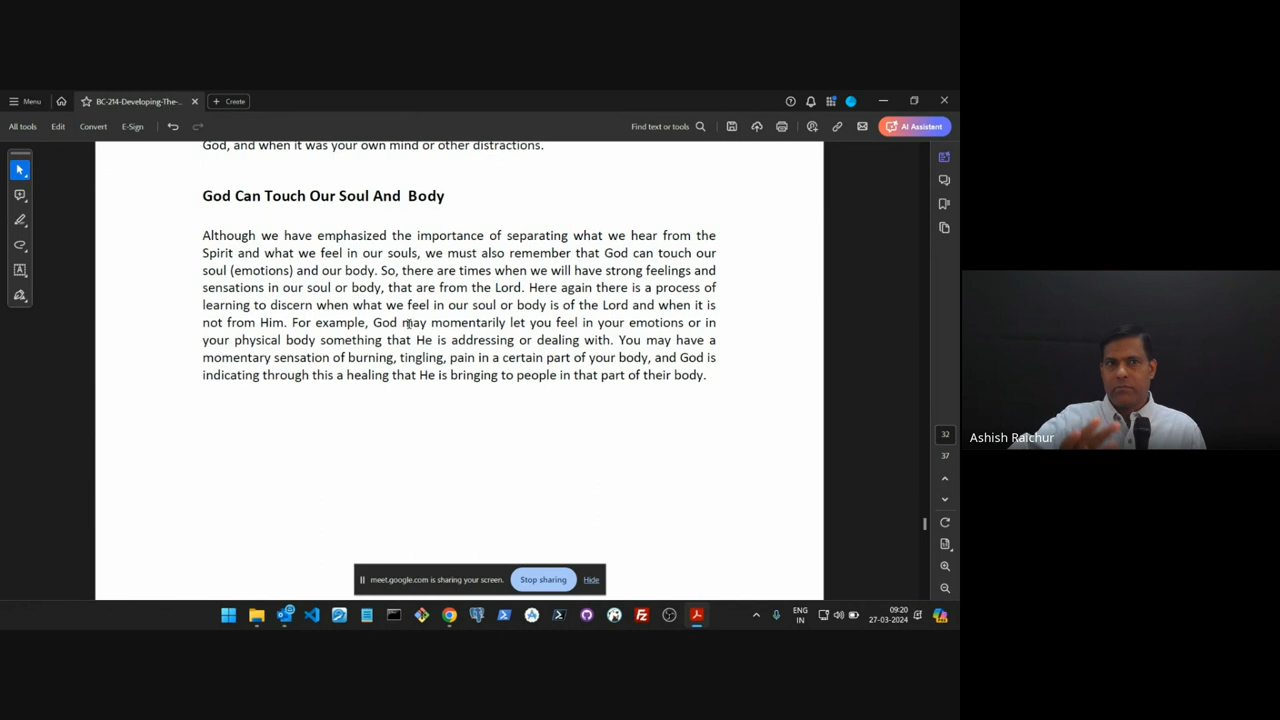 Menu
BC-214-Developing-The-...
Create
All tools
Edit
Convert
E-Sign
Find text or tools
AI Assistant
God, and when it was your own mind or other distractions.
God Can Touch Our Soul And Body
Although we have emphasized the importance of separating what we hear from the
Spirit and what we feel in our souls, we must also remember that God can touch our
soul (emotions) and our body. So, there are times when we will have strong feelings and
sensations in our soul or body, that are from the Lord. Here again there is a process of
learning to discern when what we feel in our soul or body is of the Lord and when it is
not from Him. For example, God may momentarily let you feel in your emotions or in
your physical body something that He is addressing or dealing with. You may have a
momentary sensation of burning, tingling, pain in a certain part of your body, and God is
indicating through this a healing that He is bringing to people in that part of their body.
32
37
Ashish Raichur
meet.google.com is sharing your screen.
Stop sharing
Hide
ENG
IN
09:20
27-03-2024